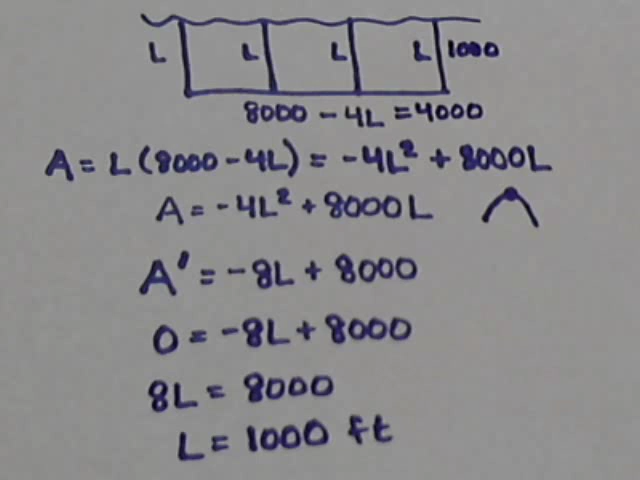 L L L L 1000
8000 - 4L = 4000
A = L (8000 - 4L) = -4L² + 8000L
A = -4L² + 8000L
A' = -8L + 8000
0 = -8L + 8000
8L = 8000
L = 1000 ft